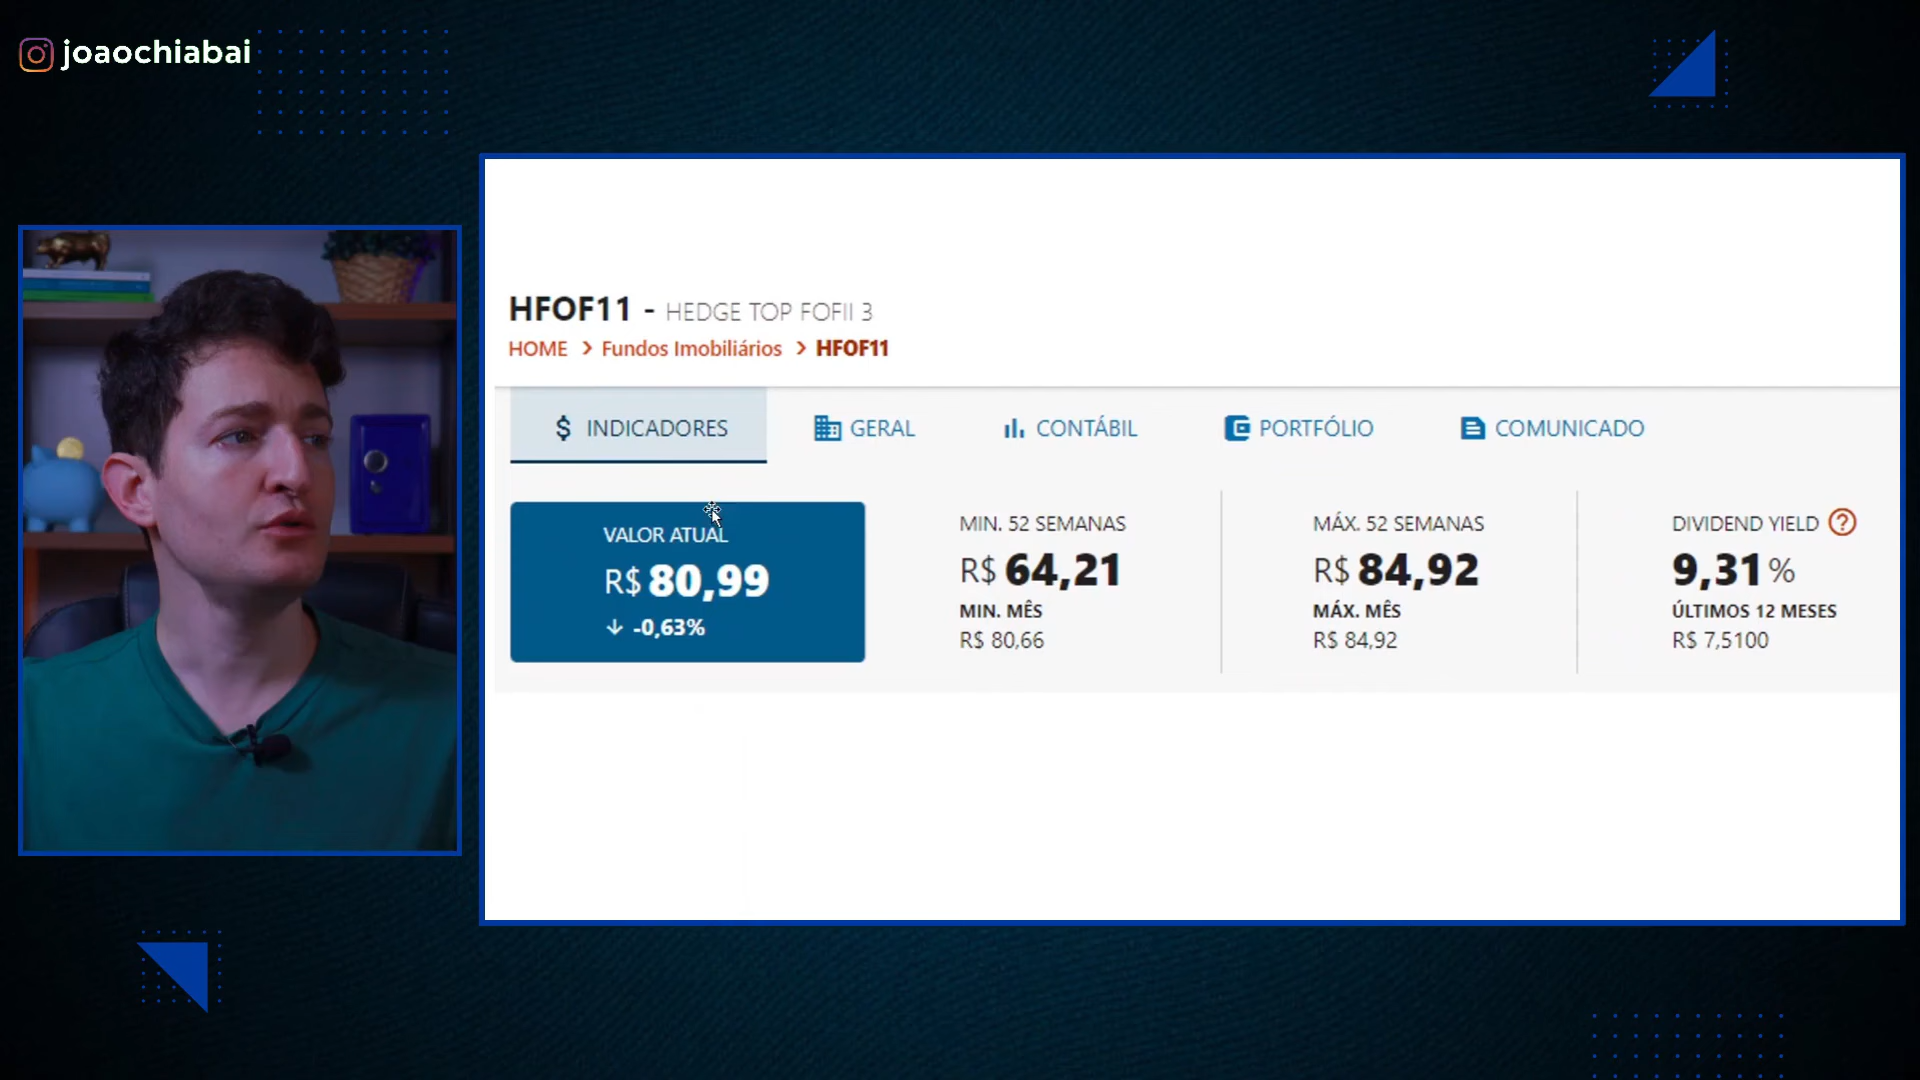 joaochiabai
HFOF11 - HEDGE TOP FOFII 3
HOME > Fundos Imobiliários > HFOF11
$ INDICADORES
GERAL
CONTÁBIL
PORTFÓLIO
COMUNICADO
VALOR ATUAL
R$ 80,99
↓ -0,63%
MIN. 52 SEMANAS
R$ 64,21
MIN. MÊS
R$ 80,66
MÁX. 52 SEMANAS
R$ 84,92
MÁX. MÊS
R$ 84,92
DIVIDEND YIELD ?
9,31 %
ÚLTIMOS 12 MESES
R$ 7,5100